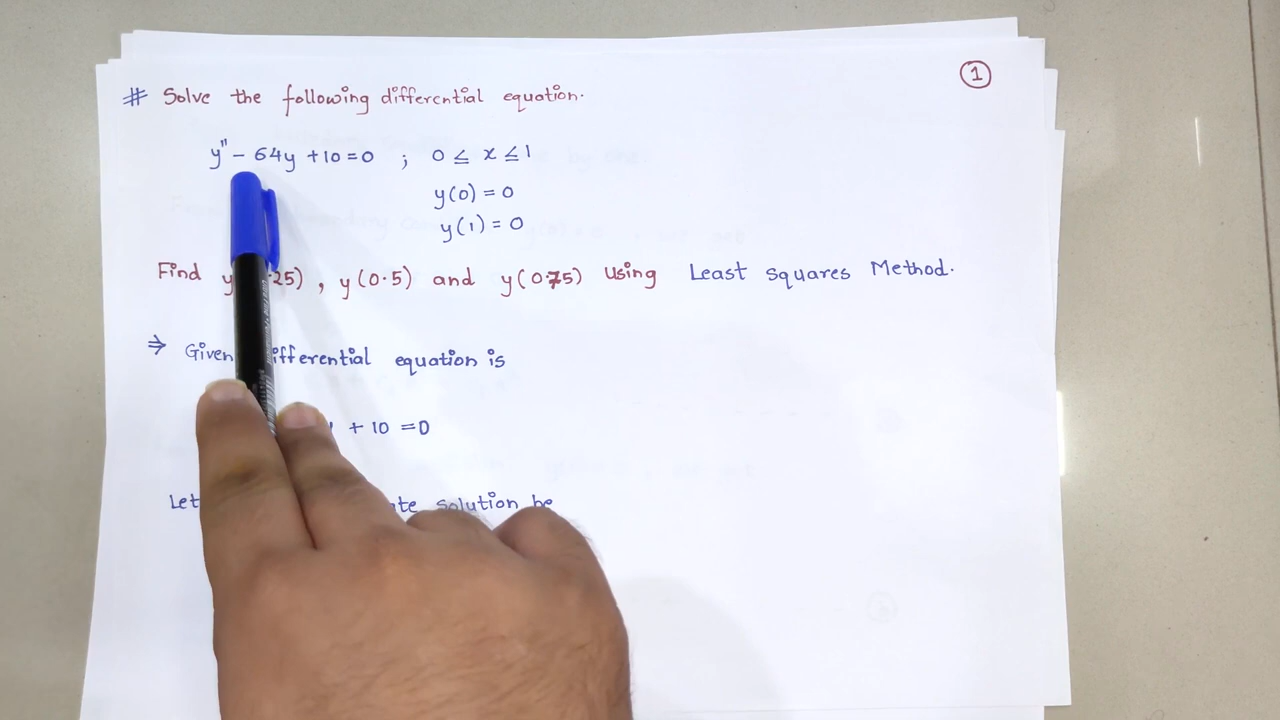 1
# Solve the following differential equation.
y" - 64y + 10 = 0 ; 0 ≤ x ≤ 1
y(0) = 0
y(1) = 0
Find y .25) , y(0.5) and y(0.75) Using Least Squares Method.
⇒ Given differential equation is
+ 10 = 0
Let solution be